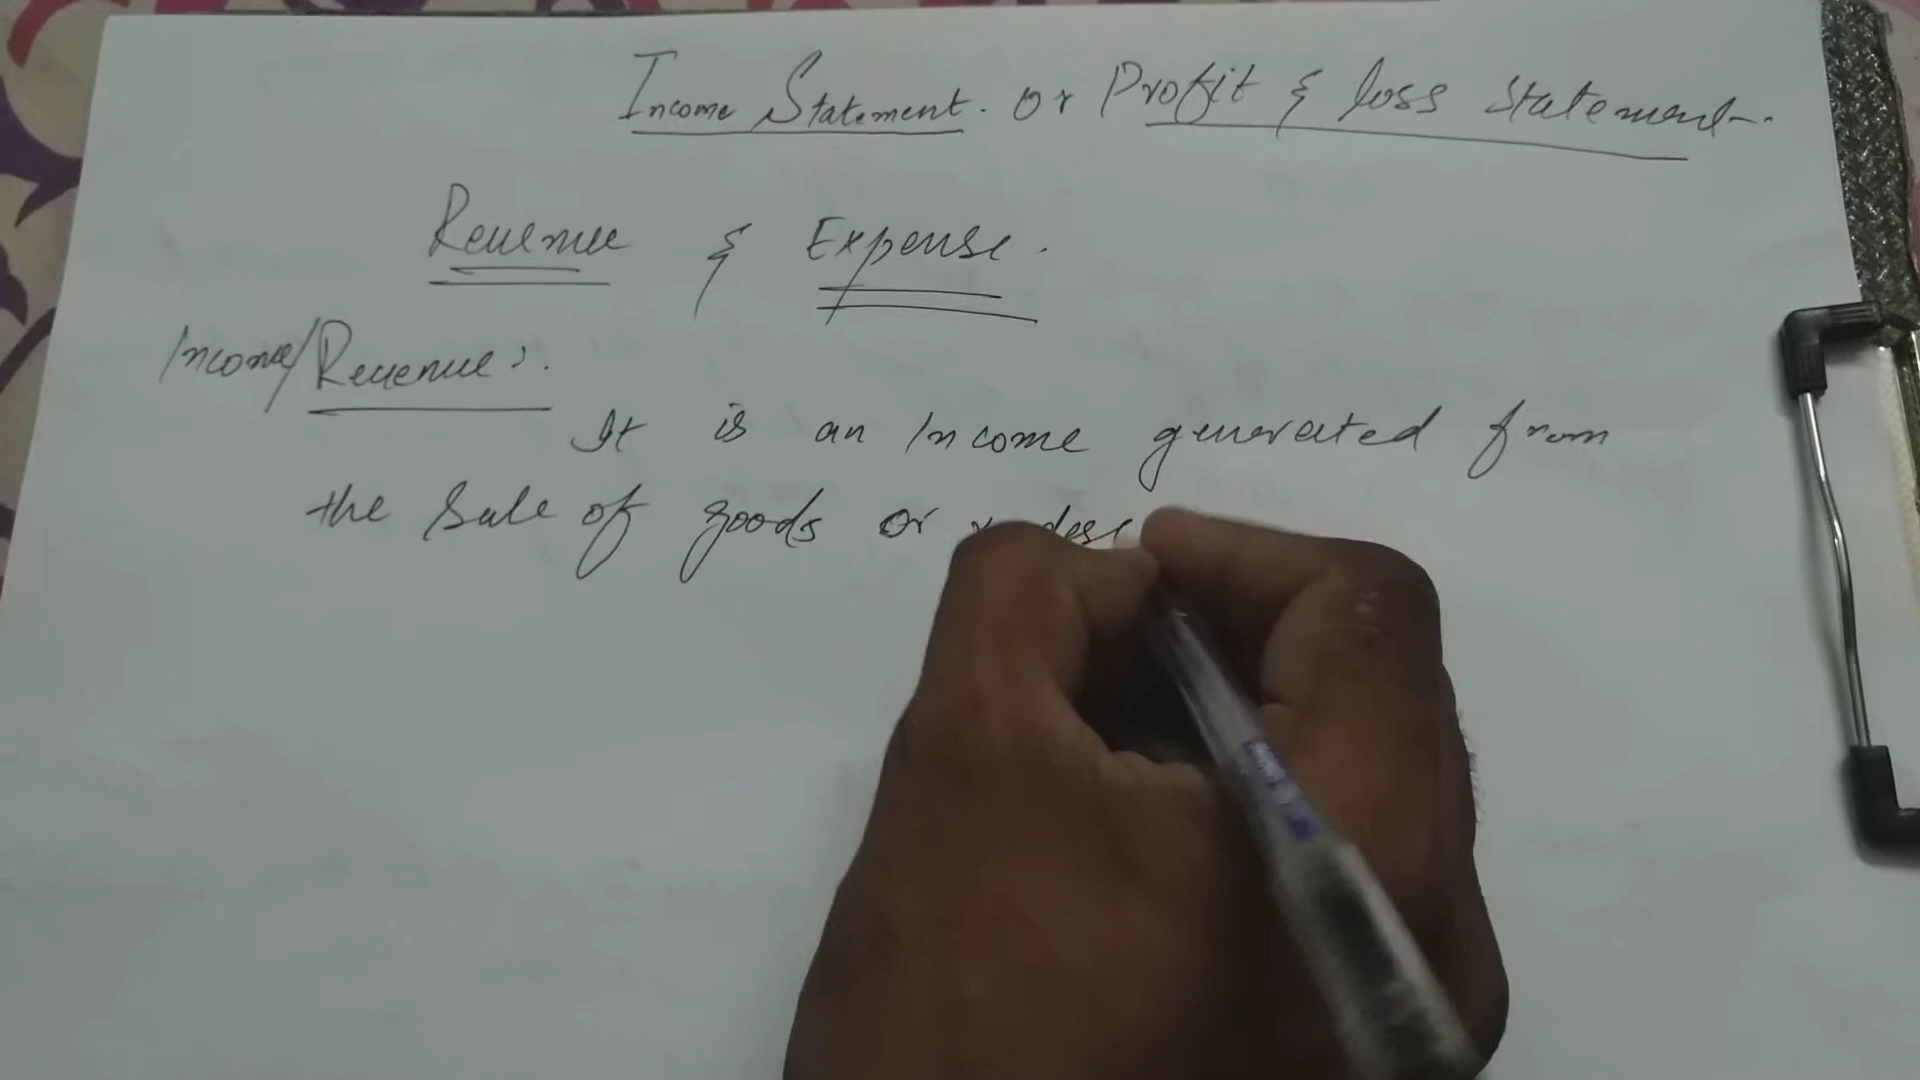 Income Statement. or Profit & loss statement.
Revenue & Expense.
Income/Revenue:.
It is an Income generated from
the Sale of goods or